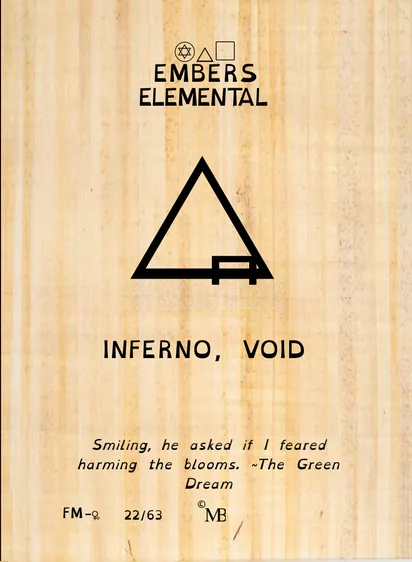 EMBERS
ELEMENTAL
INFERNO, VOID
Smiling, he asked if I feared
harming the blooms. ~The Green
Dream
FM-♀ 22/63 © MB